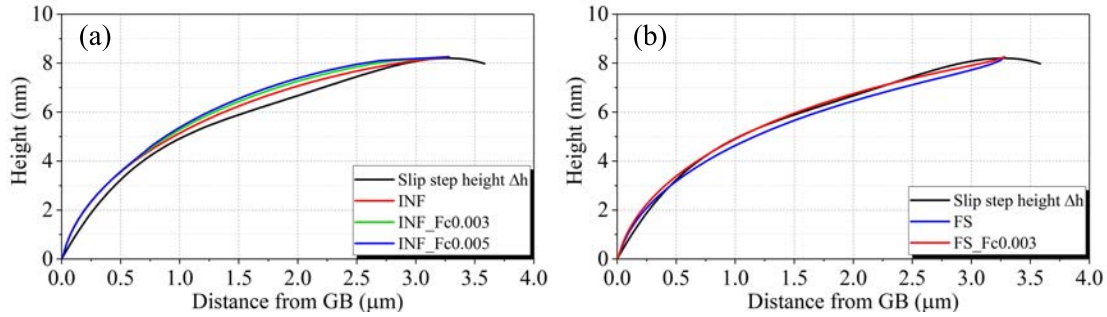 (a)
10
8
6
4
2
0
Height (nm)
Slip step height Δh
INF
INF_Fc0.003
INF_Fc0.005
0.0 0.5 1.0 1.5 2.0 2.5 3.0 3.5 4.0
Distance from GB (μm)
(b)
10
8
6
4
2
0
Height (nm)
Slip step height Δh
FS
FS_Fc0.003
0.0 0.5 1.0 1.5 2.0 2.5 3.0 3.5 4.0
Distance from GB (μm)